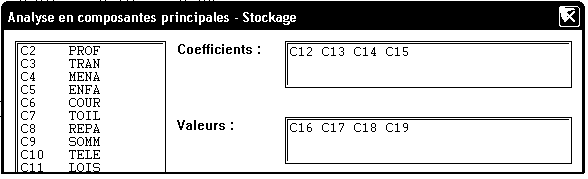 Analyse en composantes principales - Stockage
C2 PROF
C3 TRAN
C4 MENA
C5 ENFA
C6 COUR
C7 TOIL
C8 REPA
C9 SOMM
C10 TELE
C11 LOIS
Coefficients :
C12 C13 C14 C15
Valeurs :
C16 C17 C18 C19